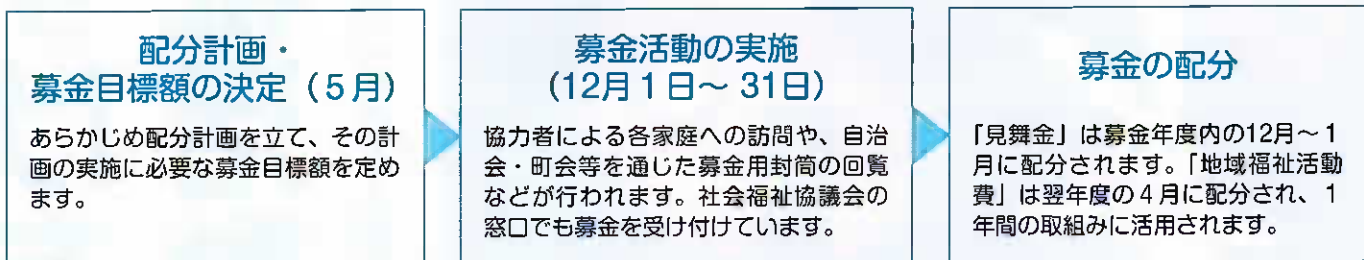 配分計画・
募金目標額の決定（5月）
あらかじめ配分計画を立て、その計
画の実施に必要な募金目標額を定め
ます。
募金活動の実施
（12月1日～31日）
協力者による各家庭への訪問や、自治
会・町会等を通じた募金用封筒の回覧
などが行われます。社会福祉協議会の
窓口でも募金を受け付けています。
募金の配分
「見舞金」は募金年度内の12月～1
月に配分されます。「地域福祉活動
費」は翌年度の4月に配分され、1
年間の取組みに活用されます。